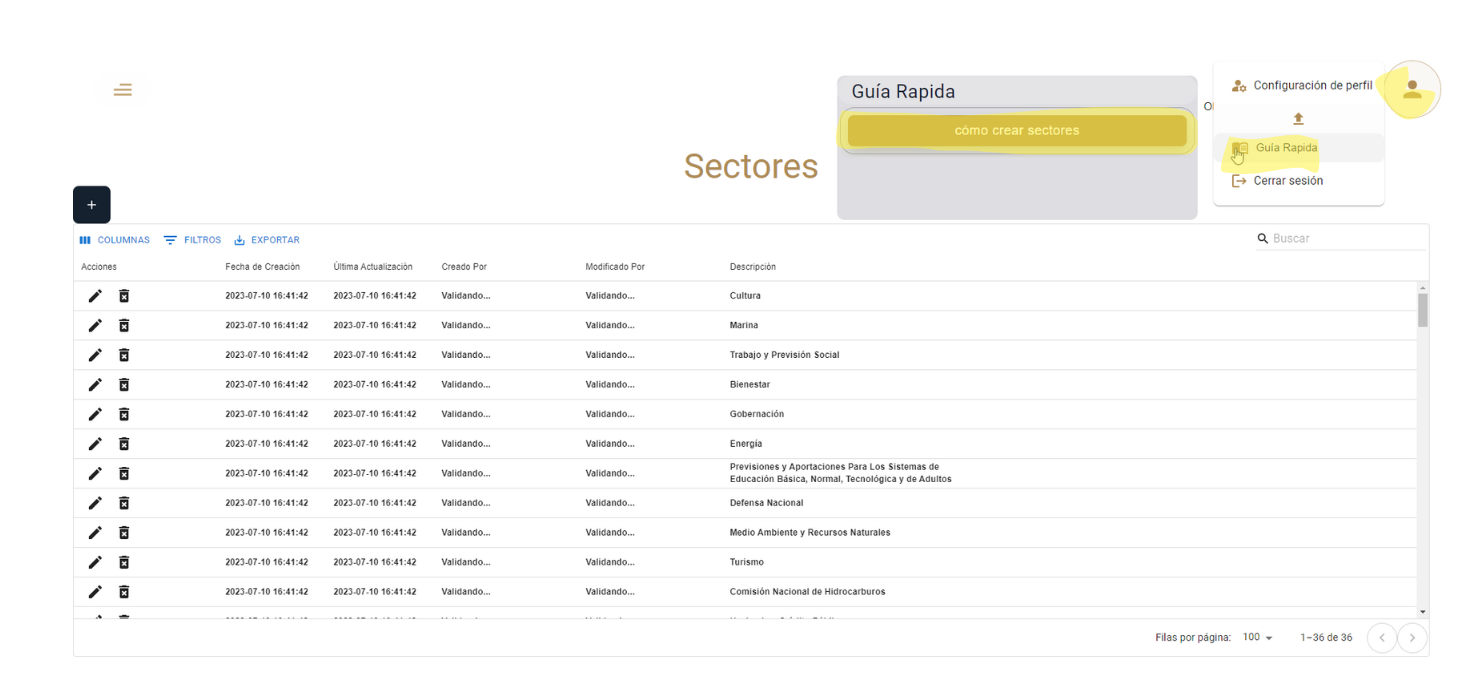 Guía Rapida
cómo crear sectores
Configuración de perfil
Guía Rapida
Cerrar sesión
Sectores
+
COLUMNAS FILTROS EXPORTAR Buscar
Acciones Fecha de Creación Última Actualización Creado Por Modificado Por Descripción
2023-07-10 16:41:42 2023-07-10 16:41:42 Validando... Validando... Cultura
2023-07-10 16:41:42 2023-07-10 16:41:42 Validando... Validando... Marina
2023-07-10 16:41:42 2023-07-10 16:41:42 Validando... Validando... Trabajo y Previsión Social
2023-07-10 16:41:42 2023-07-10 16:41:42 Validando... Validando... Bienestar
2023-07-10 16:41:42 2023-07-10 16:41:42 Validando... Validando... Gobernación
2023-07-10 16:41:42 2023-07-10 16:41:42 Validando... Validando... Energía
2023-07-10 16:41:42 2023-07-10 16:41:42 Validando... Validando... Previsiones y Aportaciones Para Los Sistemas de
Educación Básica, Normal, Tecnológica y de Adultos
2023-07-10 16:41:42 2023-07-10 16:41:42 Validando... Validando... Defensa Nacional
2023-07-10 16:41:42 2023-07-10 16:41:42 Validando... Validando... Medio Ambiente y Recursos Naturales
2023-07-10 16:41:42 2023-07-10 16:41:42 Validando... Validando... Turismo
2023-07-10 16:41:42 2023-07-10 16:41:42 Validando... Validando... Comisión Nacional de Hidrocarburos
Filas por página: 100 1–36 de 36